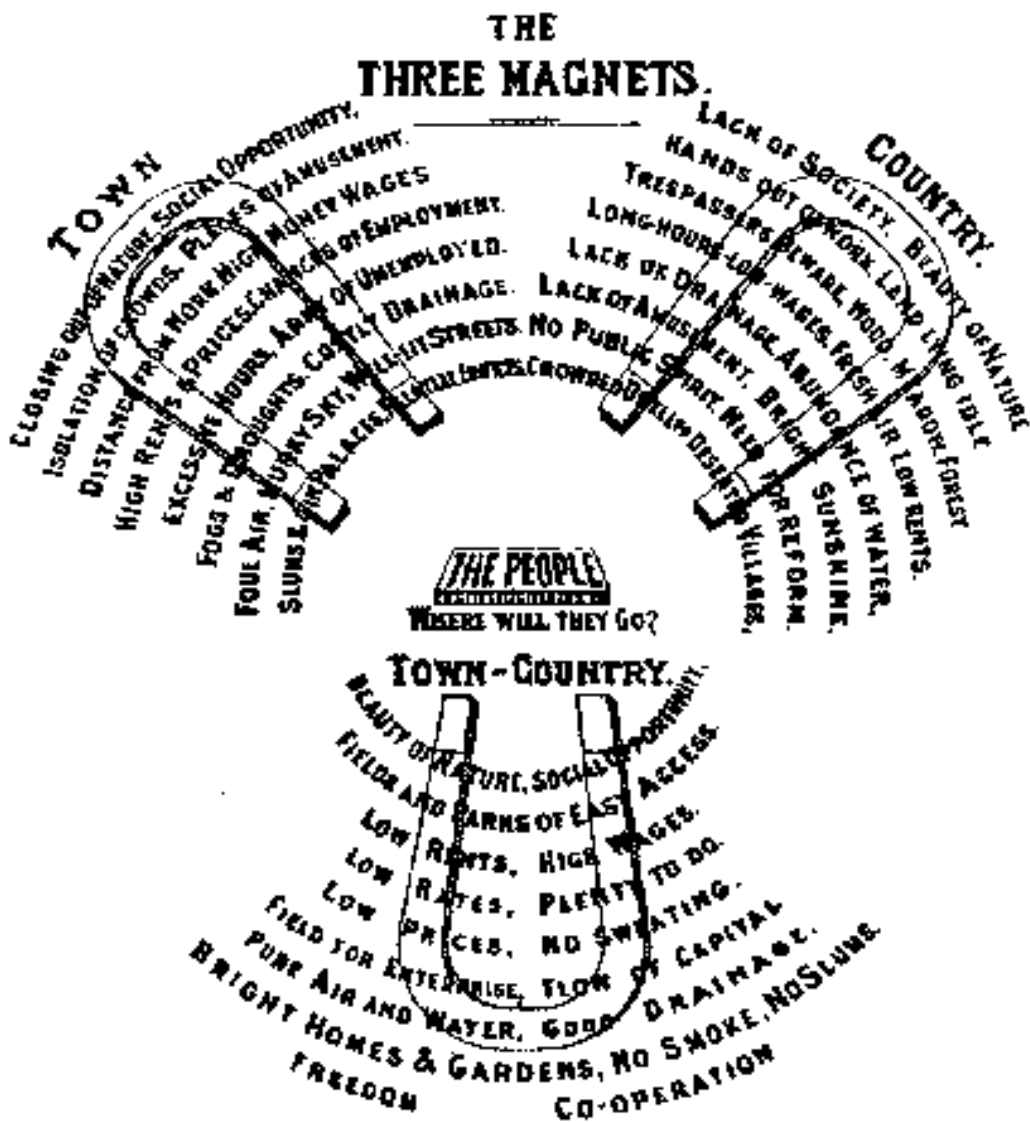 THE
THREE MAGNETS.
TOWN
CLOSING OUT OF NATURE. SOCIAL OPPORTUNITY.
ISOLATION OF CROWDS. PLACES OF AMUSEMENT.
DISTANCE FROM WORK. HIGH MONEY WAGES
HIGH RENTS & PRICES. CHANCES OF EMPLOYMENT.
EXCESSIVE HOURS. ARMY OF UNEMPLOYED.
FOGS & DROUGHTS. COSTLY DRAINAGE.
FOUL AIR. MURKY SKY. WELL-LIT STREETS.
SLUMS & GIN PALACES. PALATIAL EDIFICES.
COUNTRY.
LACK OF SOCIETY. BEAUTY OF NATURE
HANDS OUT OF WORK. LAND LYING IDLE
TRESPASSERS BEWARE. WOOD, MEADOW, FOREST
LONG-HOURS-LOW-WAGES. FRESH AIR LOW RENTS.
LACK OF DRAINAGE. ABUNDANCE OF WATER,
LACK OF AMUSEMENT. BRIGHT SUNSHINE,
NO PUBLIC SPIRIT. NEED FOR REFORM.
CROWDED DESERTED VILLAGES,
THE PEOPLE
WHERE WILL THEY GO?
TOWN-COUNTRY.
BEAUTY OF NATURE, SOCIAL OPPORTUNITY.
FIELDS AND PARKS OF EASY ACCESS.
LOW RENTS, HIGH WAGES.
LOW RATES, PLENTY TO DO.
LOW PRICES, NO SWEATING.
FIELD FOR ENTERPRISE, FLOW OF CAPITAL
PURE AIR AND WATER, GOOD DRAINAGE.
BRIGHT HOMES & GARDENS, NO SMOKE, NO SLUMS.
FREEDOM
CO-OPERATION